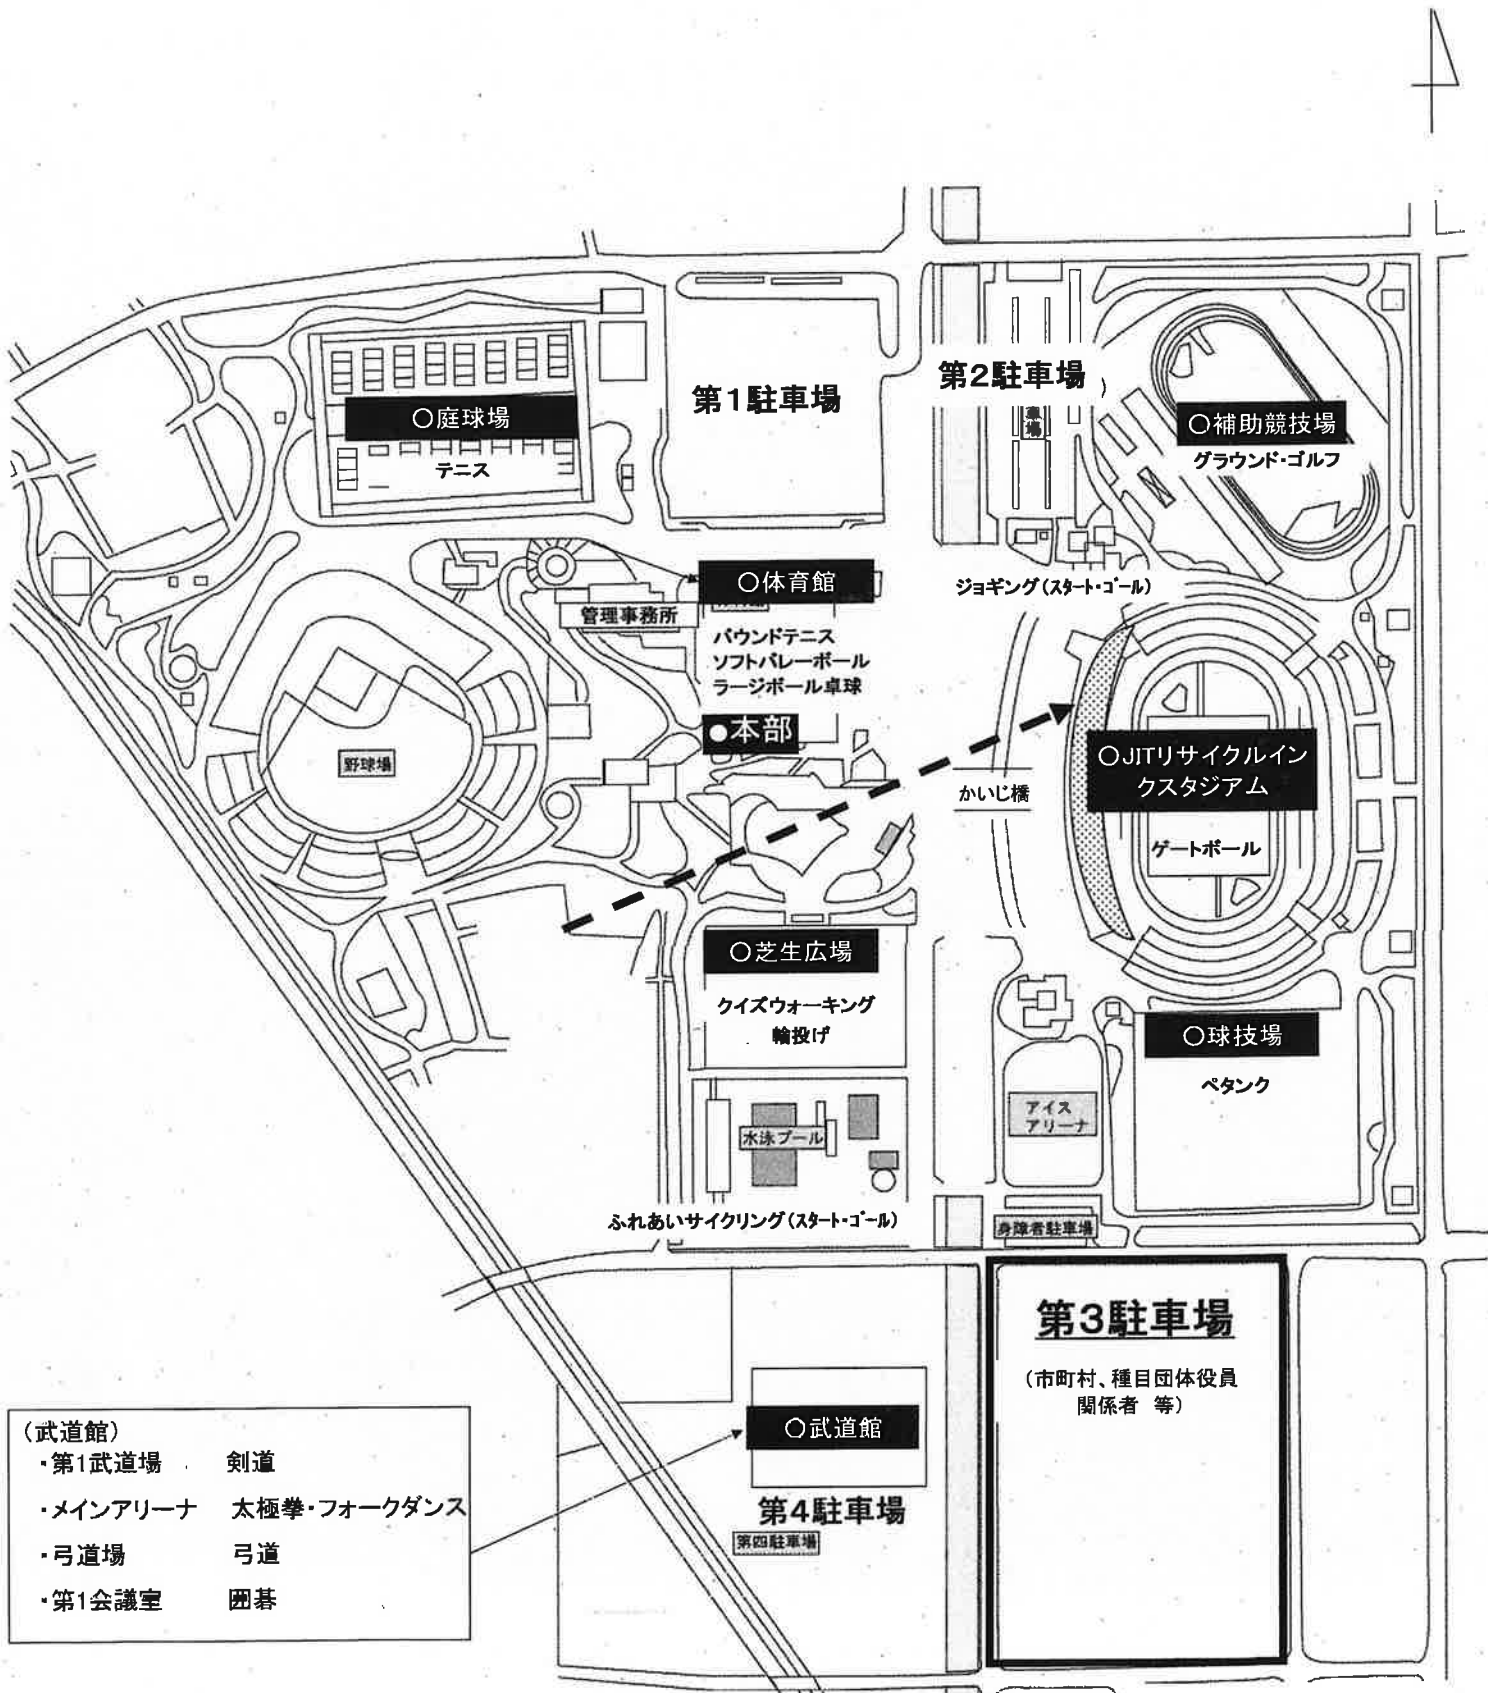 第1駐車場
第2駐車場
車場
○庭球場
テニス
○補助競技場
グラウンド・ゴルフ
○体育館
管理事務所
バウンドテニス
ソフトバレーボール
ラージボール卓球
ジョギング(スタート・ゴール)
●本部
野球場
かいじ橋
○JITリサイクルイン
クスタジアム
ゲートボール
○芝生広場
クイズウォーキング
輪投げ
○球技場
ペタンク
アイス
アリーナ
水泳プール
ふれあいサイクリング(スタート・ゴール)
身障者駐車場
第3駐車場
(市町村、種目団体役員
関係者 等)
○武道館
第4駐車場
第四駐車場
(武道館)
・第1武道場 剣道
・メインアリーナ 太極拳・フォークダンス
・弓道場 弓道
・第1会議室 囲碁